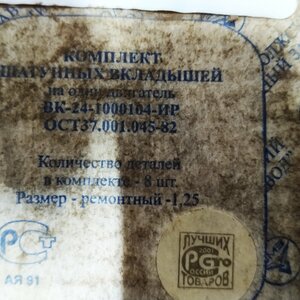 КОМПЛЕКТ
ШАТУННЫХ ВКЛАДЫШЕЙ
на один двигатель
ВК-24-1000104-ИР
ОСТ37.001.045-82
Количество деталей
в комплекте - 8 шт.
Размер - ремонтный -1,25
АЯ 91
ЛУЧШИХ
ТОВАРОВ